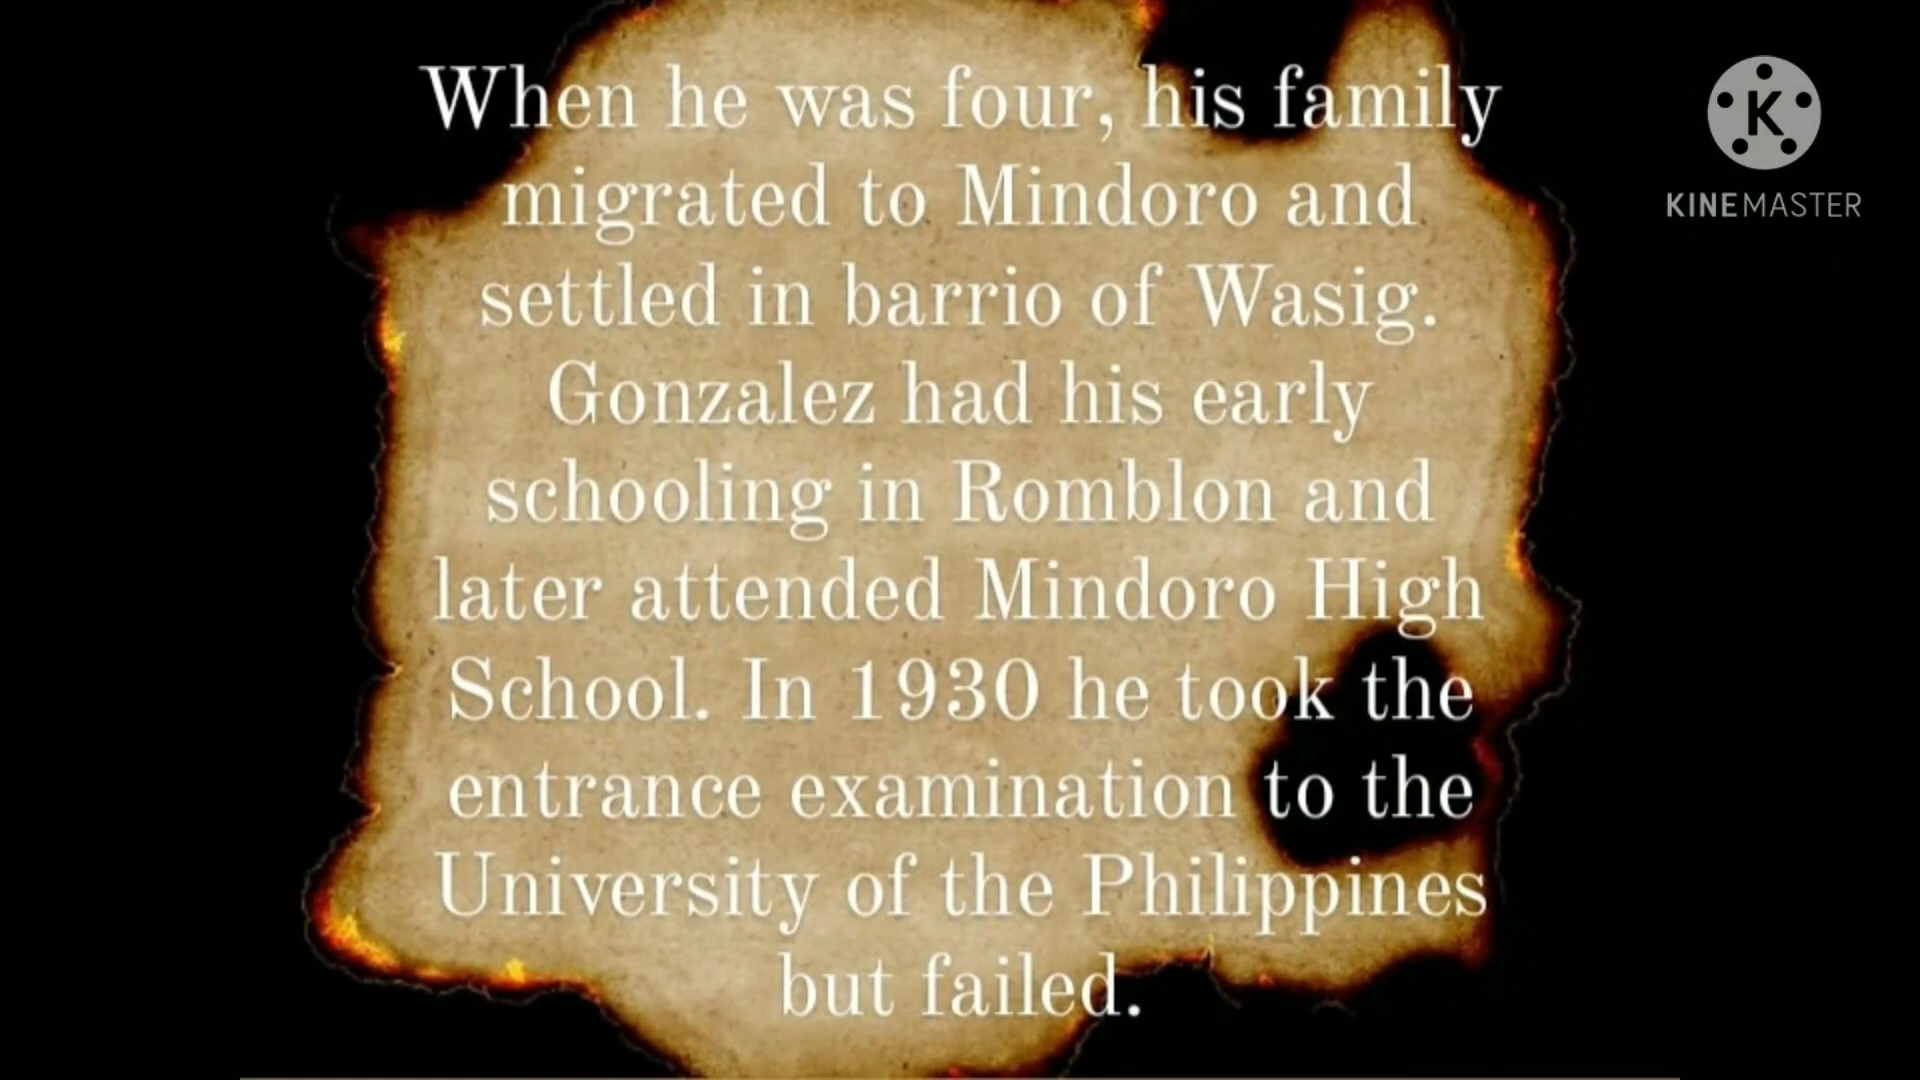 When he was four, his family
migrated to Mindoro and
settled in barrio of Wasig.
Gonzalez had his early
schooling in Romblon and
later attended Mindoro High
School. In 1930 he took the
entrance examination to the
University of the Philippines
but failed.
K
KINEMASTER